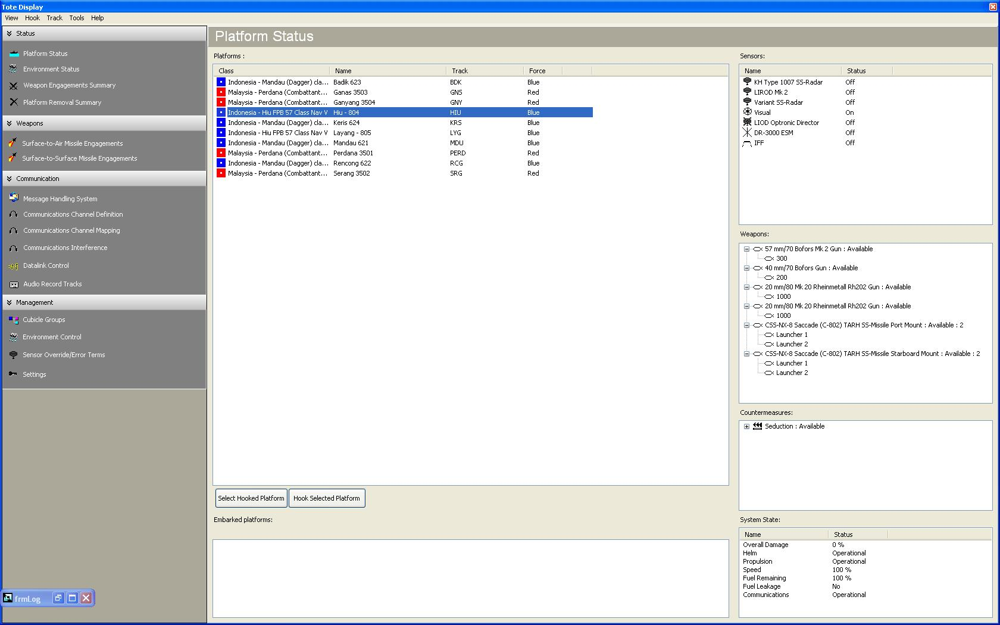 Tote Display
View Hook Track Tools Help
Status
Platform Status
Environment Status
Weapon Engagements Summary
Platform Removal Summary
Weapons
Surface-to-Air Missile Engagements
Surface-to-Surface Missile Engagements
Communication
Message Handling System
Communications Channel Definition
Communications Channel Mapping
Communications Interference
Datalink Control
Audio Record Tracks
Management
Cubicle Groups
Environment Control
Sensor Override/Error Terms
Settings
frmLog
Platform Status
Platforms :
Class Name Track Force
Indonesia - Mandau (Dagger) cla... Badik 623 BDK Blue
Malaysia - Perdana (Combattant... Ganas 3503 GNS Red
Malaysia - Perdana (Combattant... Ganyang 3504 GNY Red
Indonesia - Hiu FPB 57 Class Nav V Hiu - 804 HIU Blue
Indonesia - Mandau (Dagger) cla... Keris 624 KRS Blue
Indonesia - Hiu FPB 57 Class Nav V Layang - 805 LYG Blue
Indonesia - Mandau (Dagger) cla... Mandau 621 MDU Blue
Malaysia - Perdana (Combattant... Perdana 3501 PERD Red
Indonesia - Mandau (Dagger) cla... Rencong 622 RCG Blue
Malaysia - Perdana (Combattant... Serang 3502 SRG Red
Select Hooked Platform Hook Selected Platform
Embarked platforms:
Sensors:
Name Status
KH Type 1007 SS-Radar Off
LIROD Mk 2 Off
Variant SS-Radar Off
Visual On
LIOD Optronic Director Off
DR-3000 ESM Off
IFF Off
Weapons:
57 mm/70 Bofors Mk 2 Gun : Available
300
40 mm/70 Bofors Gun : Available
200
20 mm/80 Mk 20 Rheinmetall Rh202 Gun : Available
1000
20 mm/80 Mk 20 Rheinmetall Rh202 Gun : Available
1000
CSS-NX-8 Saccade (C-802) TARH SS-Missile Port Mount : Available : 2
Launcher 1
Launcher 2
CSS-NX-8 Saccade (C-802) TARH SS-Missile Starboard Mount : Available : 2
Launcher 1
Launcher 2
Countermeasures:
Seduction : Available
System State:
Name Status
Overall Damage 0 %
Helm Operational
Propulsion Operational
Speed 100 %
Fuel Remaining 100 %
Fuel Leakage No
Communications Operational